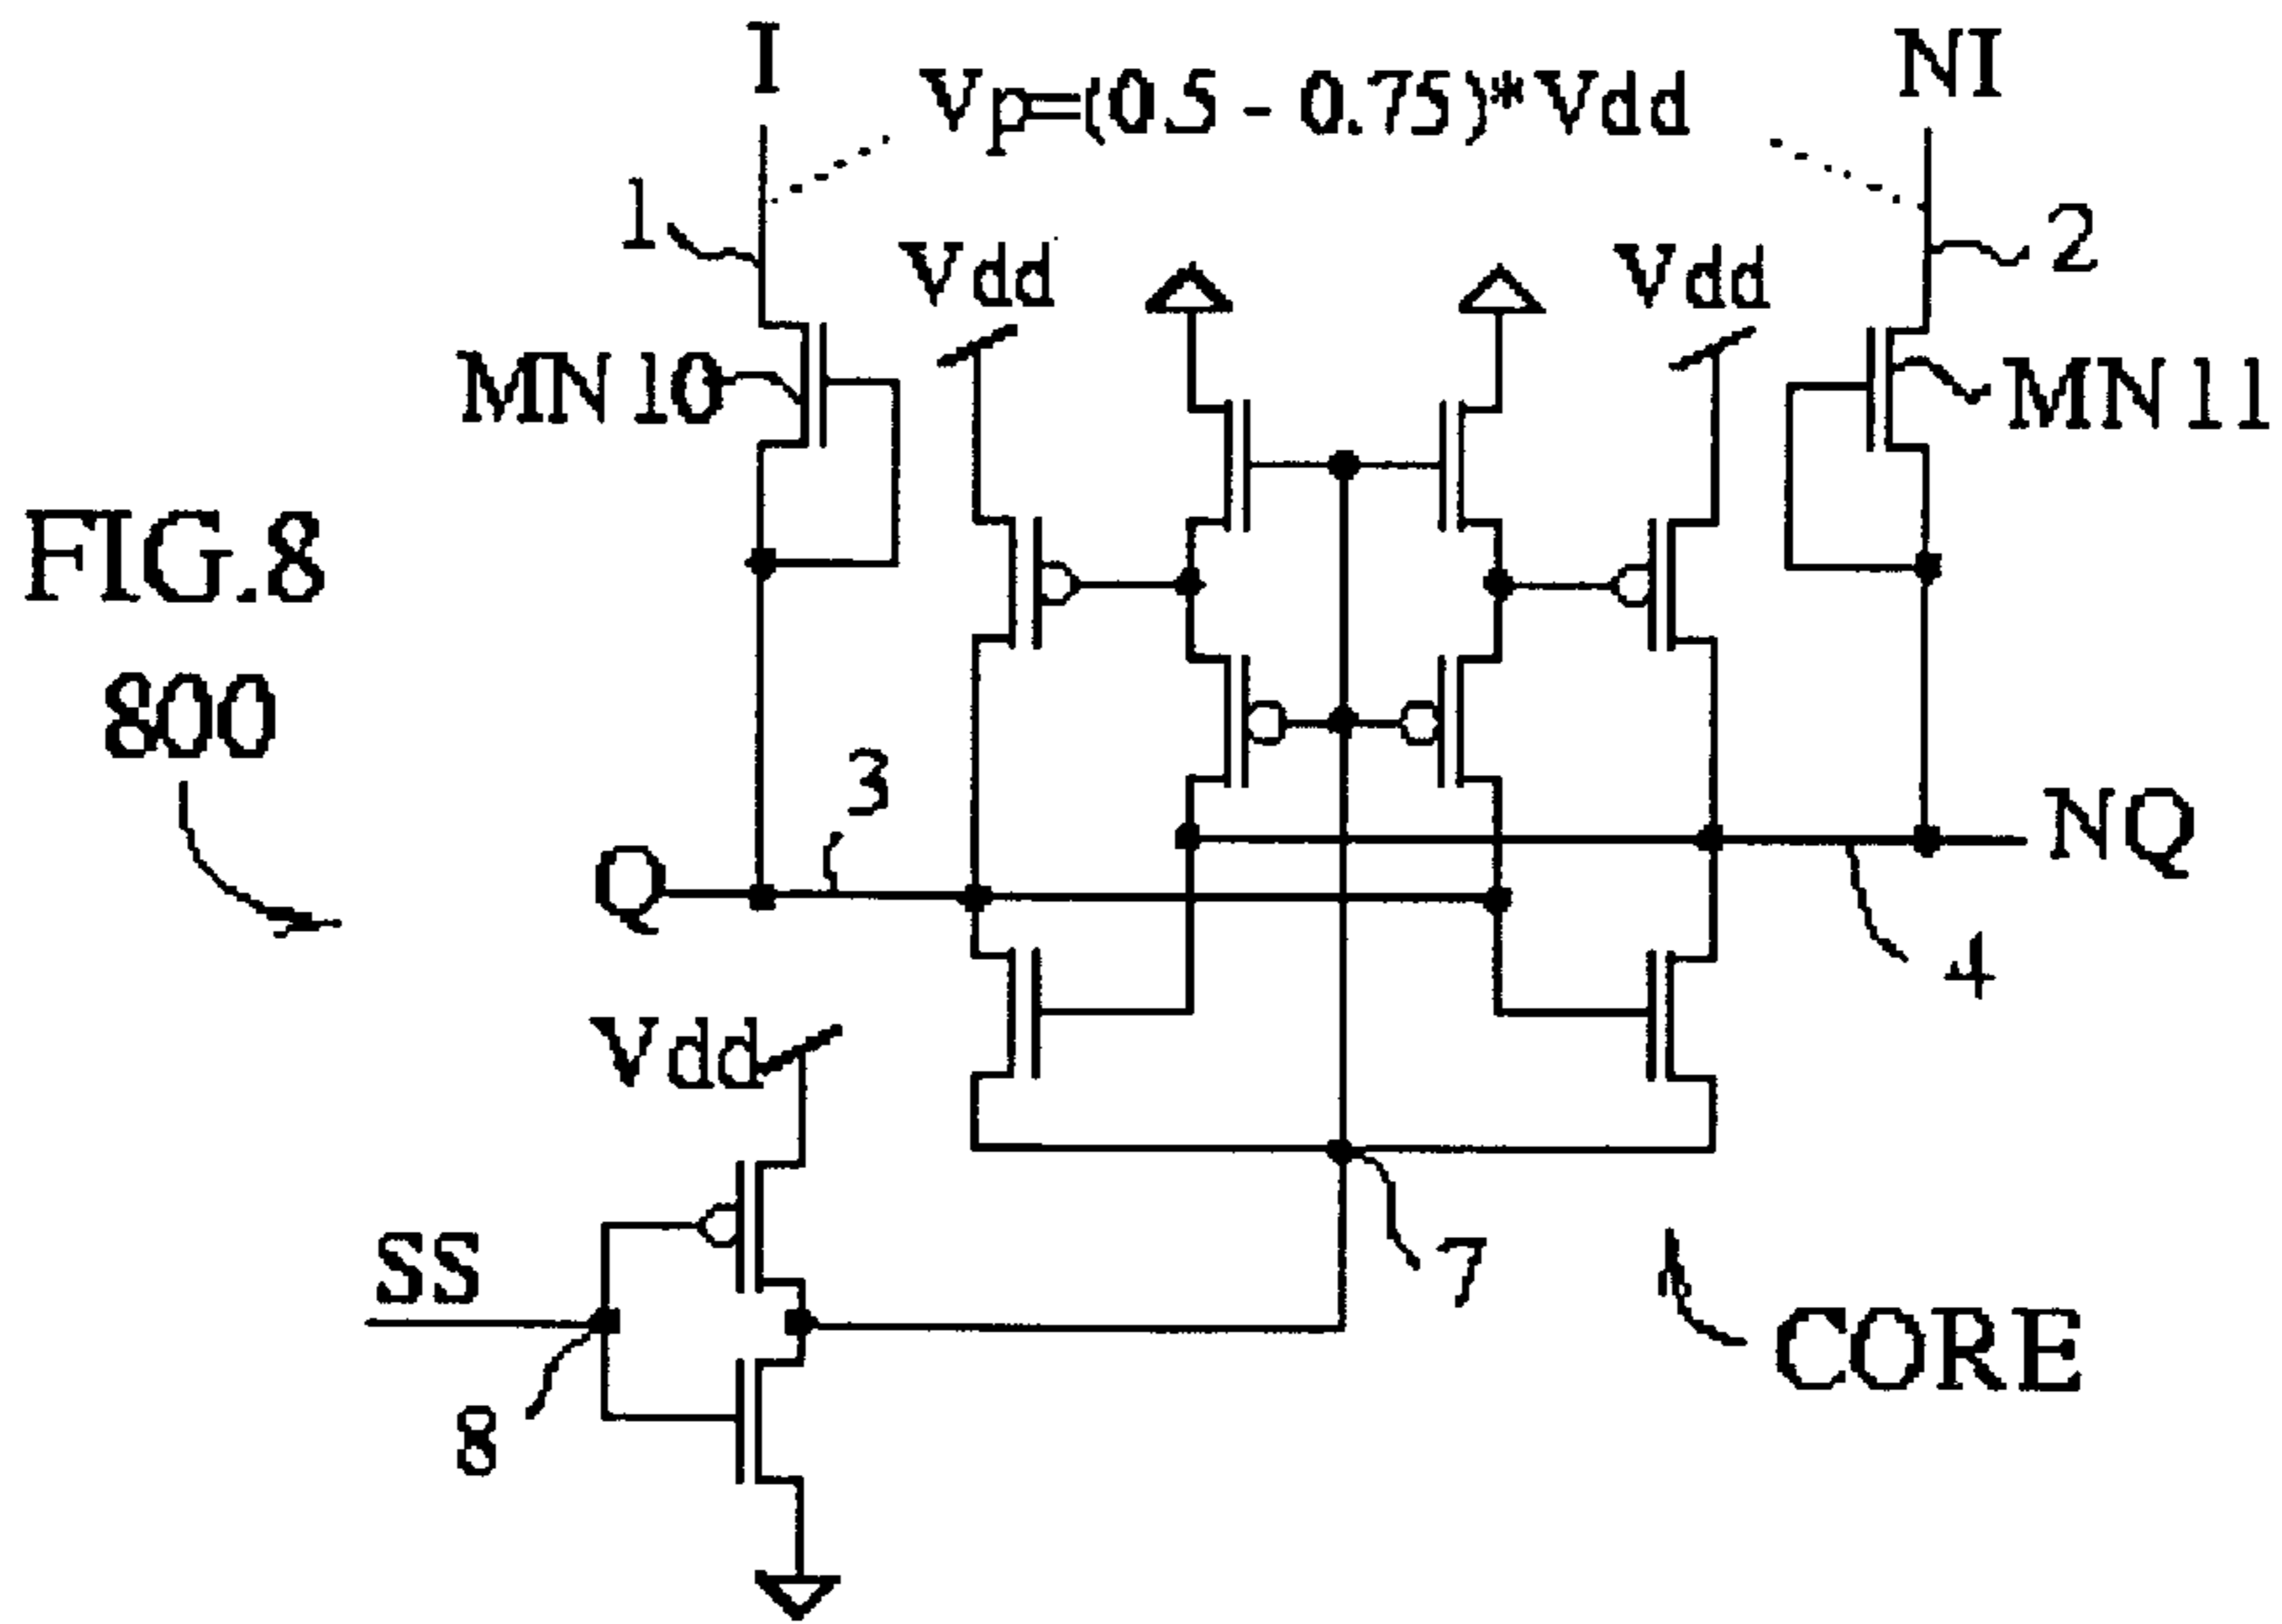 I
NI
Vp=(0.5 - 0.75)*Vdd
1
2
Vdd
Vdd
MN10
MN11
FIG.8
800
3
Q
NQ
4
Vdd
SS
7
8
CORE